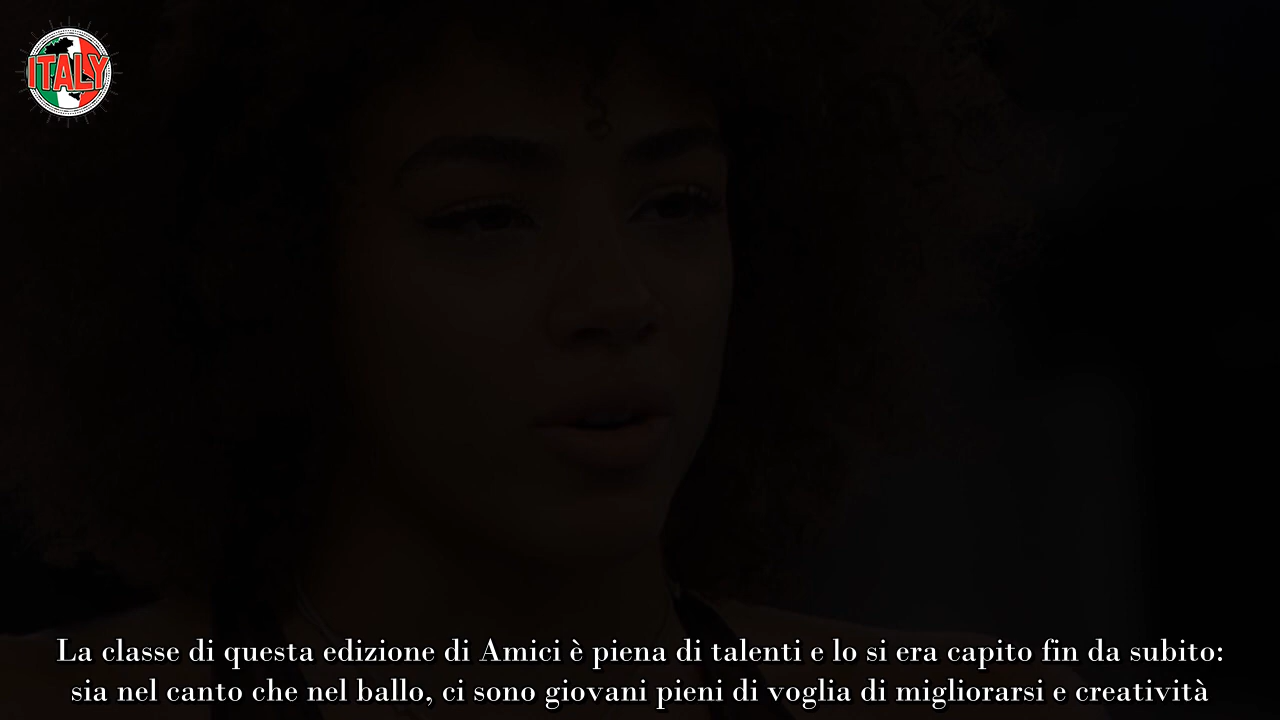 ITALY
La classe di questa edizione di Amici è piena di talenti e lo si era capito fin da subito:
sia nel canto che nel ballo, ci sono giovani pieni di voglia di migliorarsi e creatività